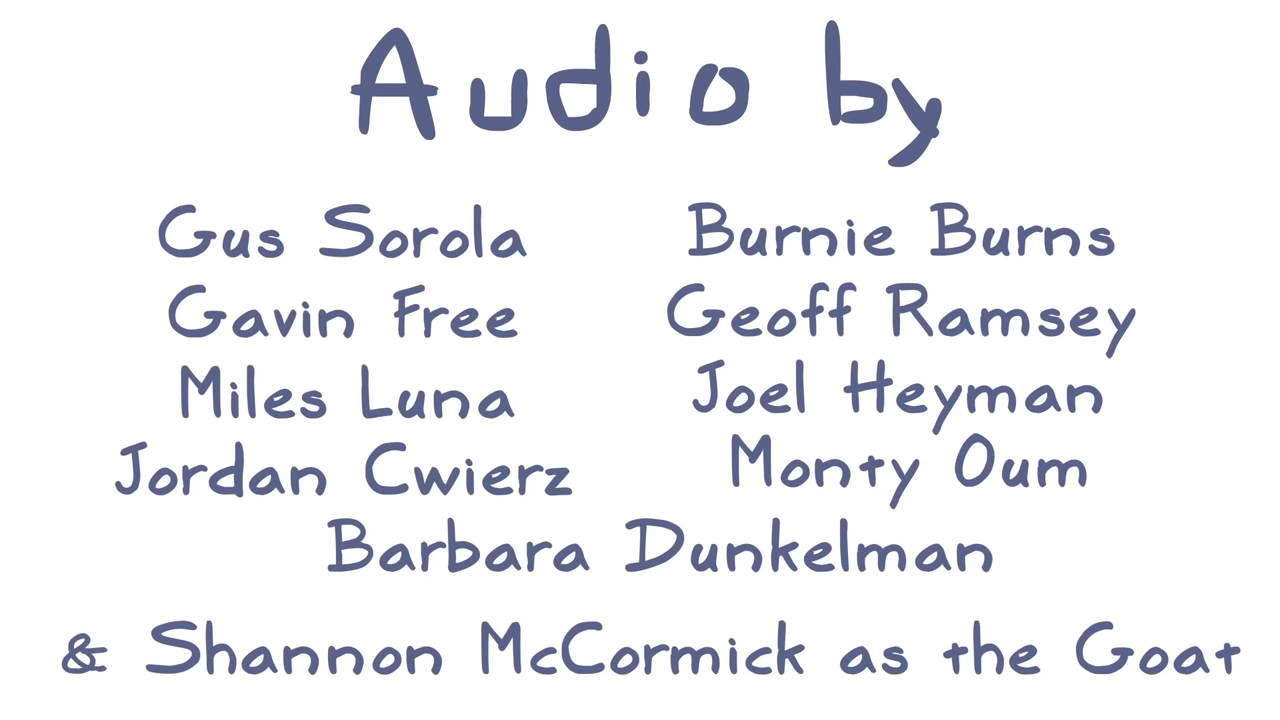 Audio by
Gus Sorola
Burnie Burns
Gavin Free
Geoff Ramsey
Miles Luna
Joel Heyman
Jordan Cwierz
Monty Oum
Barbara Dunkelman
& Shannon McCormick as the Goat